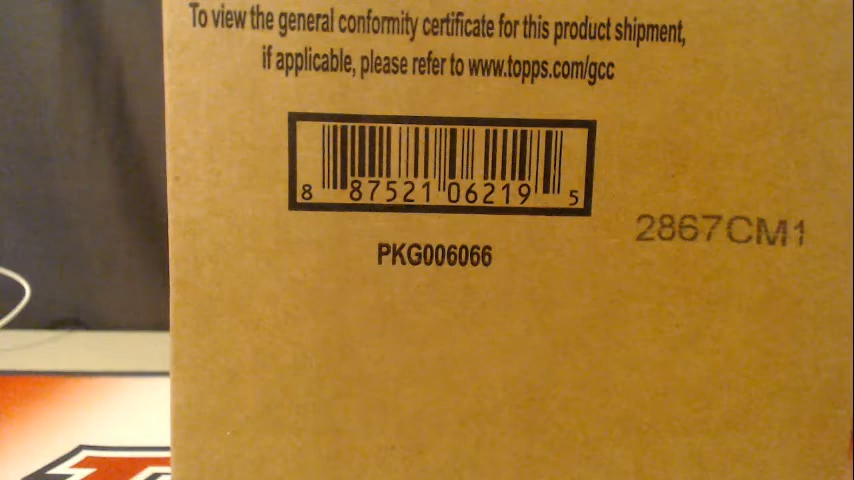 To view the general conformity certificate for this product shipment,
if applicable, please refer to www.topps.com/gcc
8 87521 06219 5
2867CM1
PKG006066